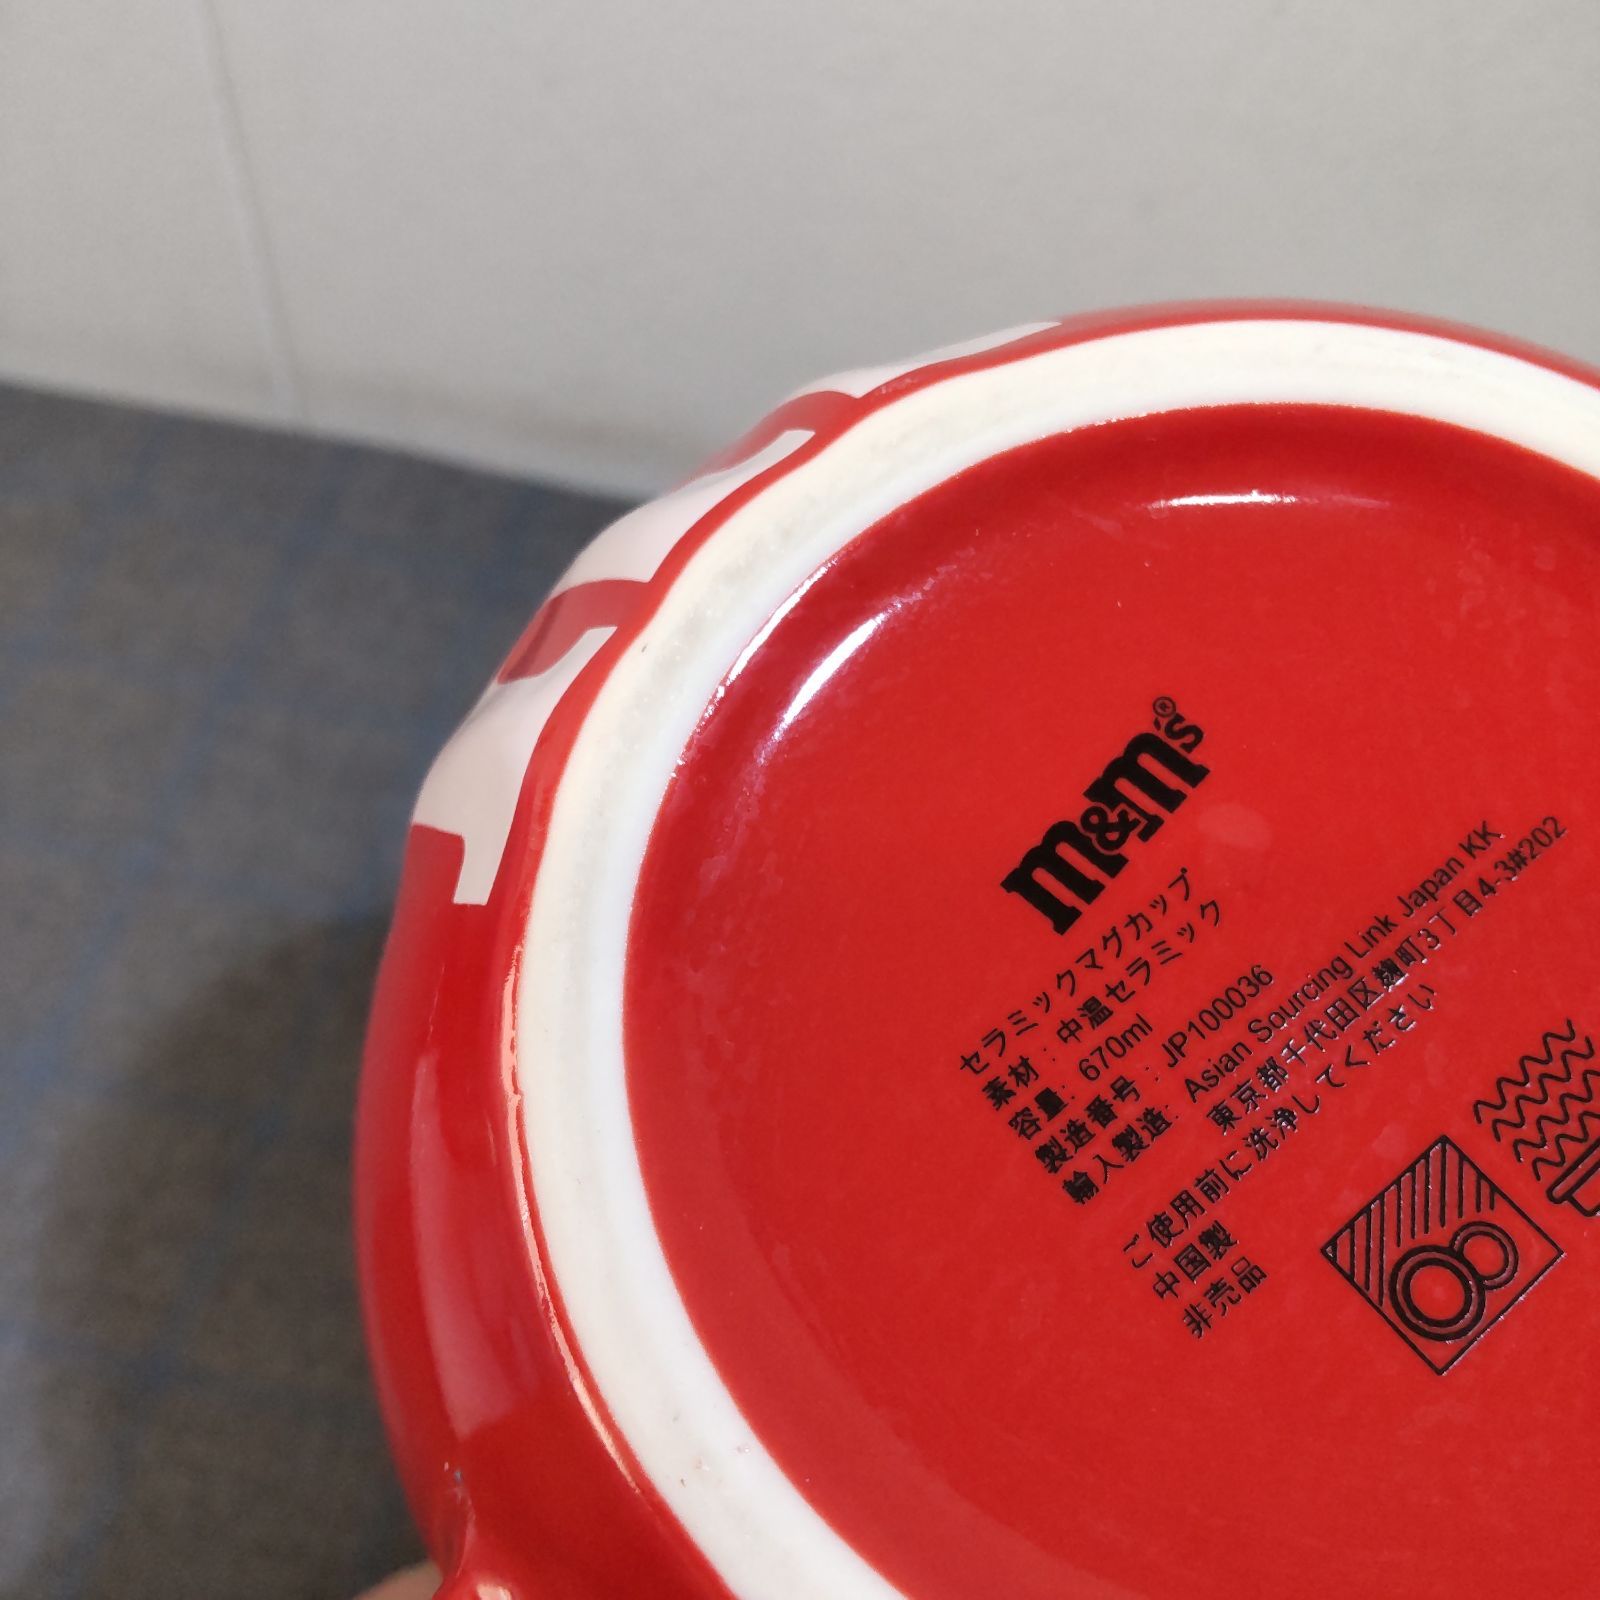 m&m's®
セラミックマグカップ
素材：中温セラミック
容量：670ml
製造番号：JP100036
輸入製造：Asian Sourcing Link Japan KK
東京都千代田区麹町3丁目4-3#202
ご使用前に洗浄してください
中国製
非売品